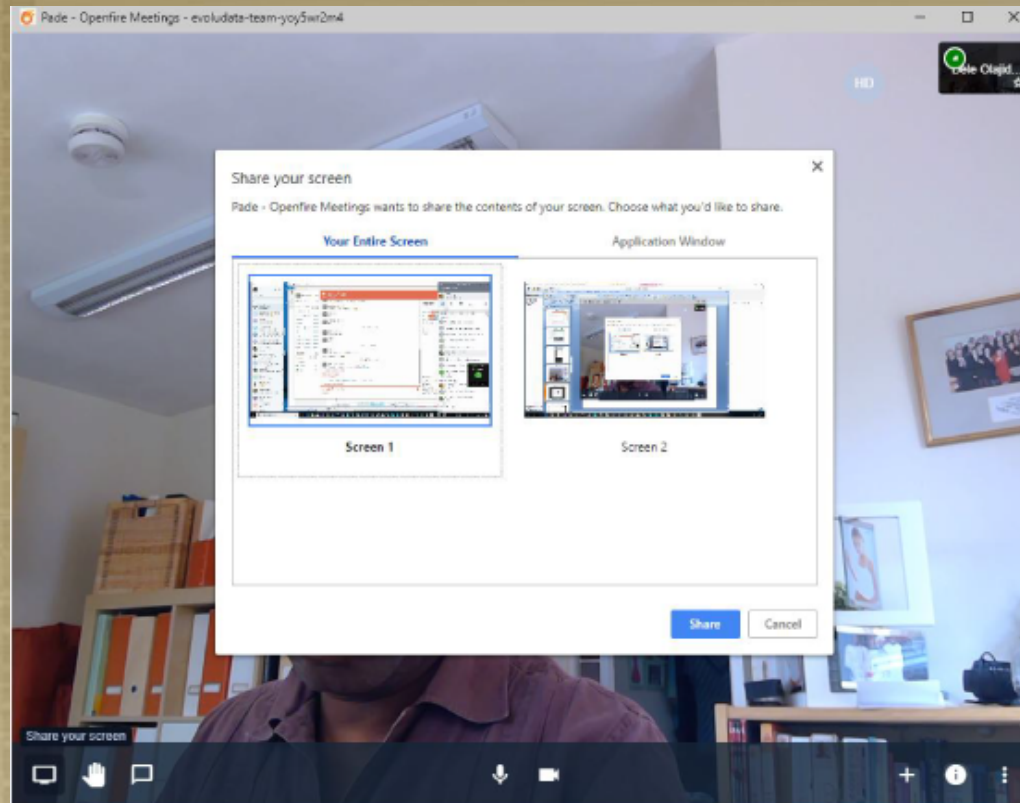 Pade - Openfire Meetings - evoludata-team-yoy5wr2m4
HD
Dele Olajid...
Share your screen
Pade - Openfire Meetings wants to share the contents of your screen. Choose what you'd like to share.
Your Entire Screen
Application Window
Screen 1
Screen 2
Share
Cancel
Share your screen